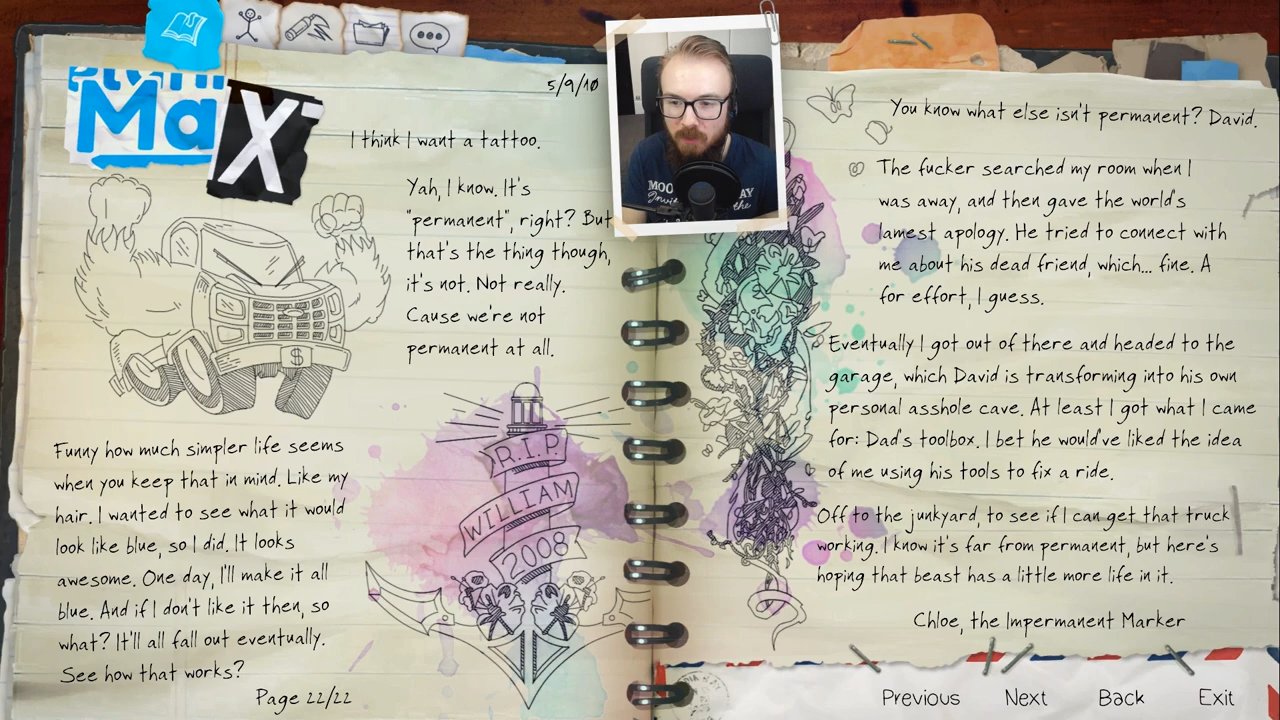 Ma
X
5/9/10
I think I want a tattoo.
Yah, I know. It's
"permanent", right? But
that's the thing though,
it's not. Not really.
Cause we're not
permanent at all.
$
R.I.P.
WILLIAM
2008
Funny how much simpler life seems
when you keep that in mind. Like my
hair. I wanted to see what it would
look like blue, so I did. It looks
awesome. One day, I'll make it all
blue. And if I don't like it then, so
what? It'll all fall out eventually.
See how that works?
Page 22/22
You know what else isn't permanent? David.
The fucker searched my room when I
was away, and then gave the world's
lamest apology. He tried to connect with
me about his dead friend, which... fine. A
for effort, I guess.
Eventually I got out of there and headed to the
garage, which David is transforming into his own
personal asshole cave. At least I got what I came
for: Dad's toolbox. I bet he would've liked the idea
of me using his tools to fix a ride.
Off to the junkyard, to see if I can get that truck
working. I know it's far from permanent, but here's
hoping that beast has a little more life in it.
Chloe, the Impermanent Marker
Previous Next Back Exit